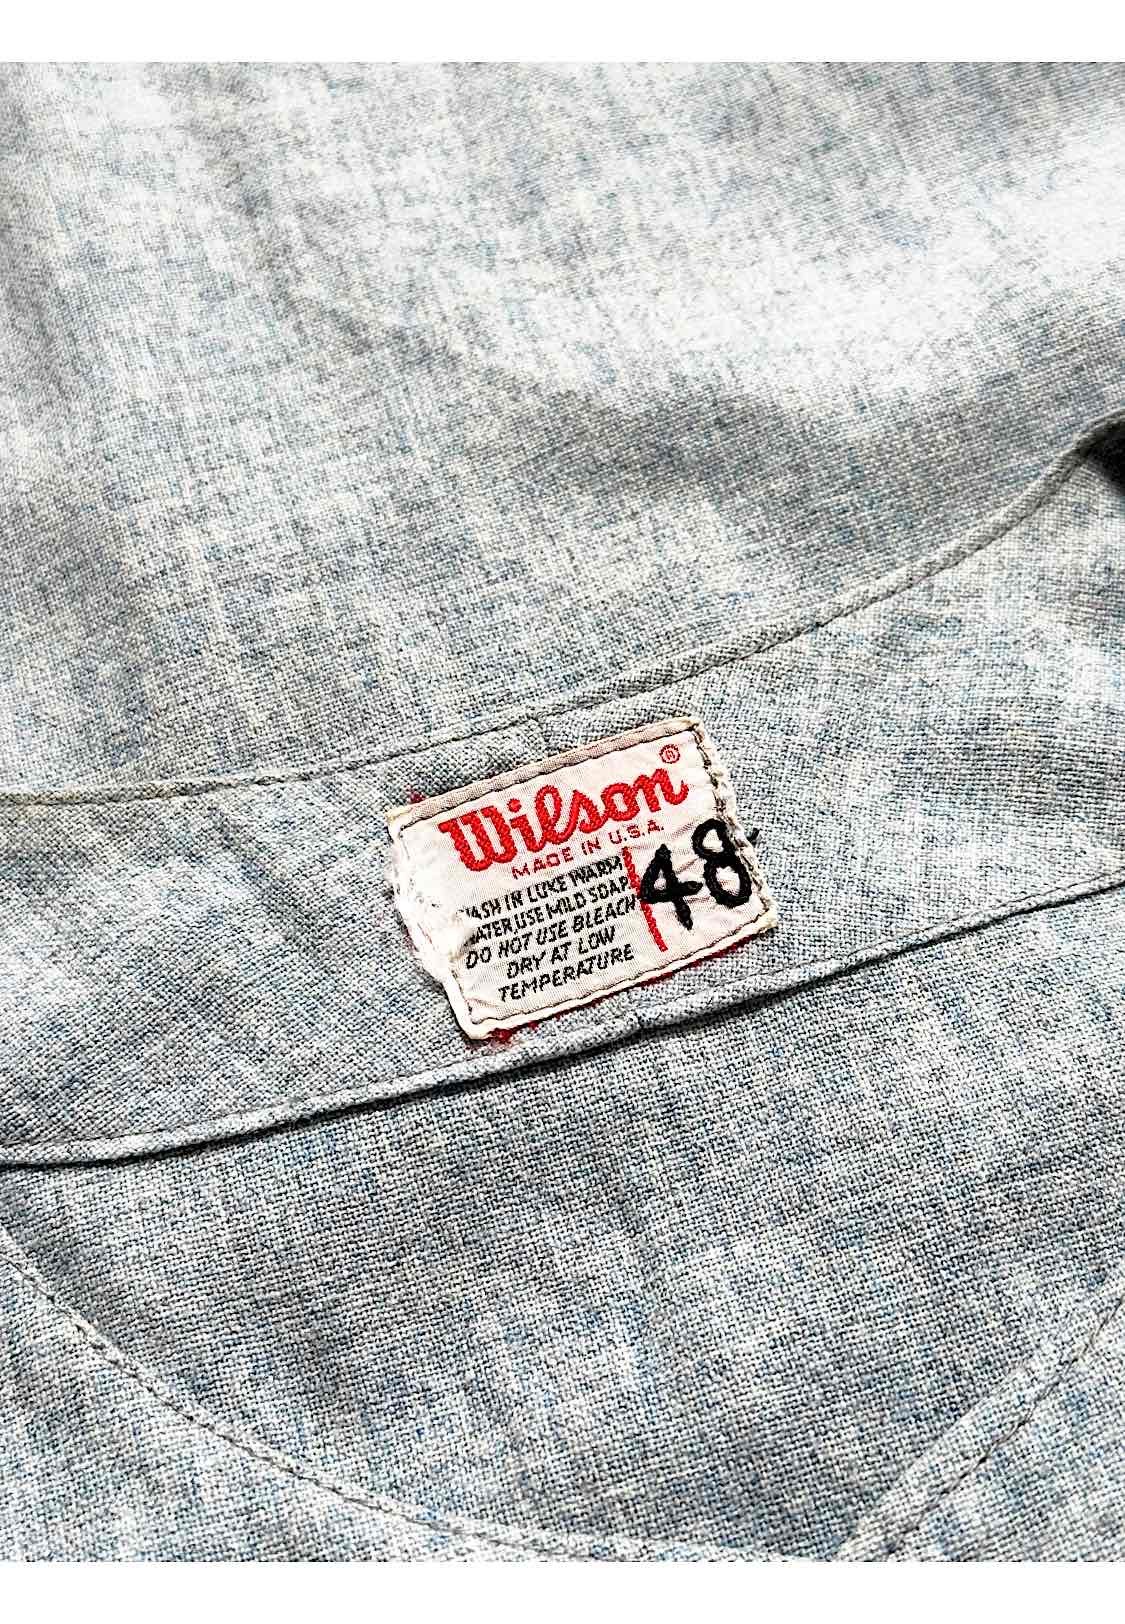 Wilson®
MADE IN U.S.A.
WASH IN LUKE WARM
WATER, USE MILD SOAP
DO NOT USE BLEACH
DRY AT LOW
TEMPERATURE
48